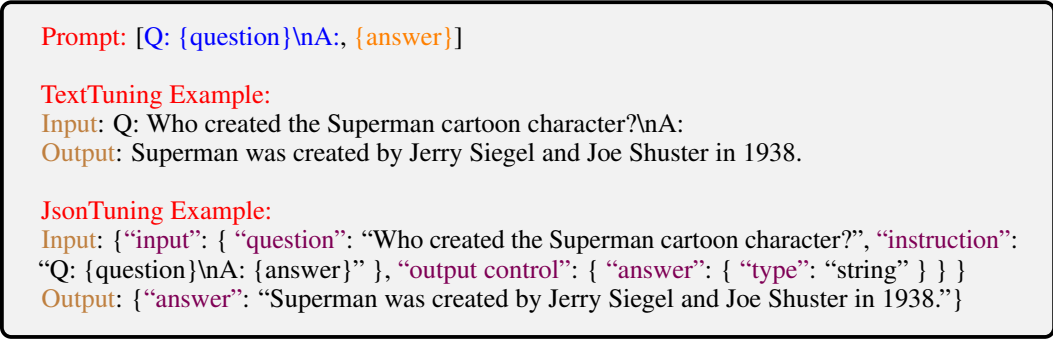 Prompt: [Q: {question}\nA:, {answer}]
TextTuning Example:
Input: Q: Who created the Superman cartoon character?\nA:
Output: Superman was created by Jerry Siegel and Joe Shuster in 1938.
JsonTuning Example:
Input: {“input”: { “question”: “Who created the Superman cartoon character?”, “instruction”:
“Q: {question}\nA: {answer}” }, “output control”: { “answer”: { “type”: “string” } } }
Output: {“answer”: “Superman was created by Jerry Siegel and Joe Shuster in 1938.”}